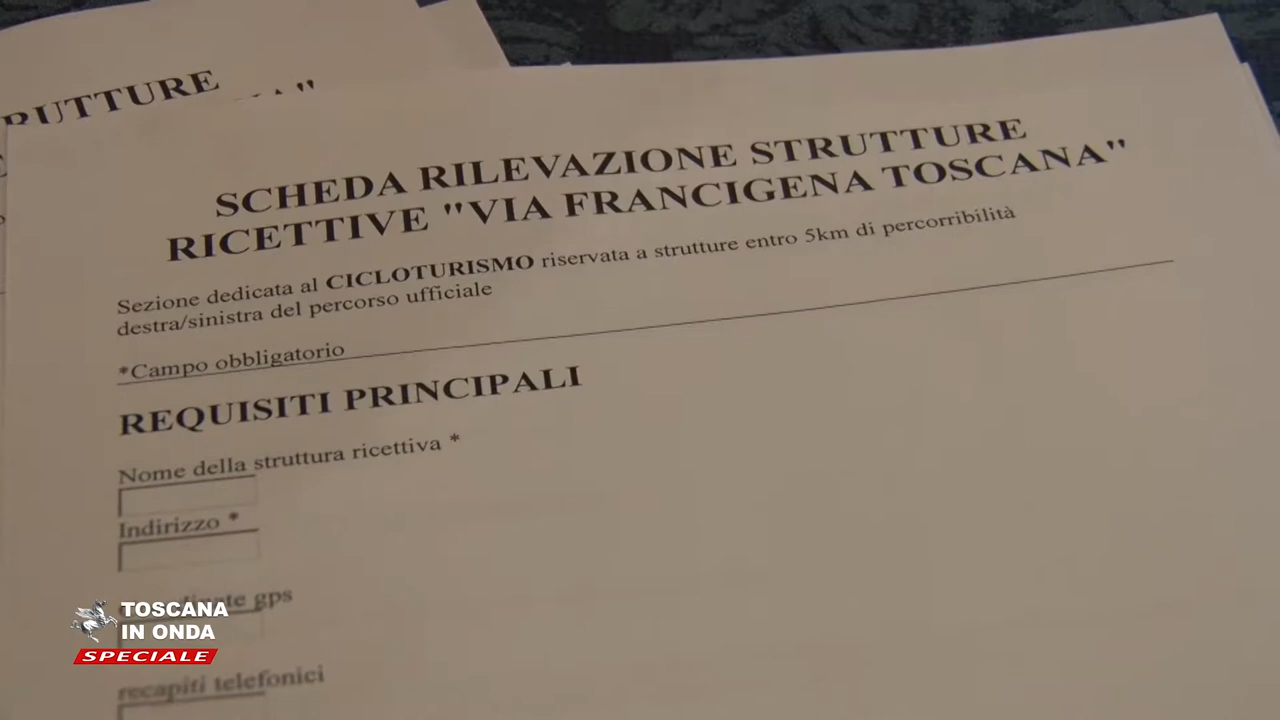 RUTTURE
SCHEDA RILEVAZIONE STRUTTURE
RICETTIVE "VIA FRANCIGENA TOSCANA"
Sezione dedicata al CICLOTURISMO riservata a strutture entro 5km di percorribilità
destra/sinistra del percorso ufficiale
*Campo obbligatorio
REQUISITI PRINCIPALI
Nome della struttura ricettiva *
Indirizzo *
gps
recapiti telefonici
TOSCANA
IN ONDA
SPECIALE